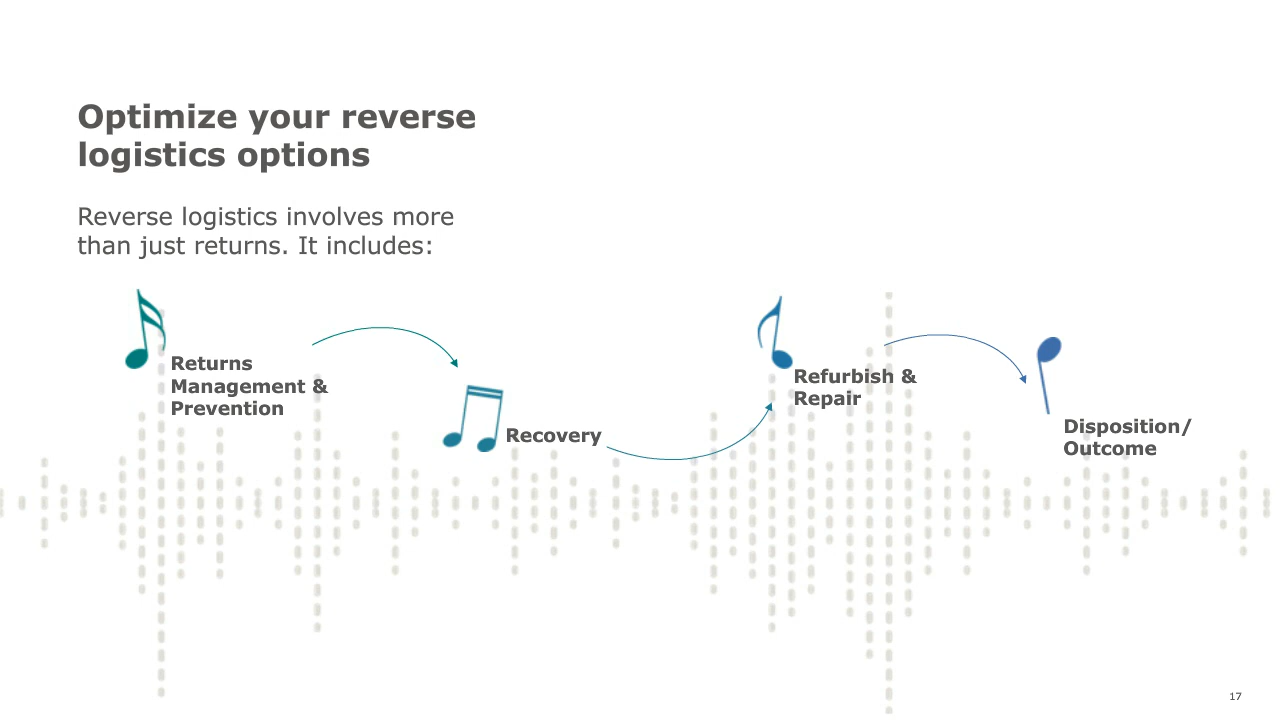 Optimize your reverse
logistics options
Reverse logistics involves more
than just returns. It includes:
Returns
Management &
Prevention
Recovery
Refurbish &
Repair
Disposition/
Outcome
17